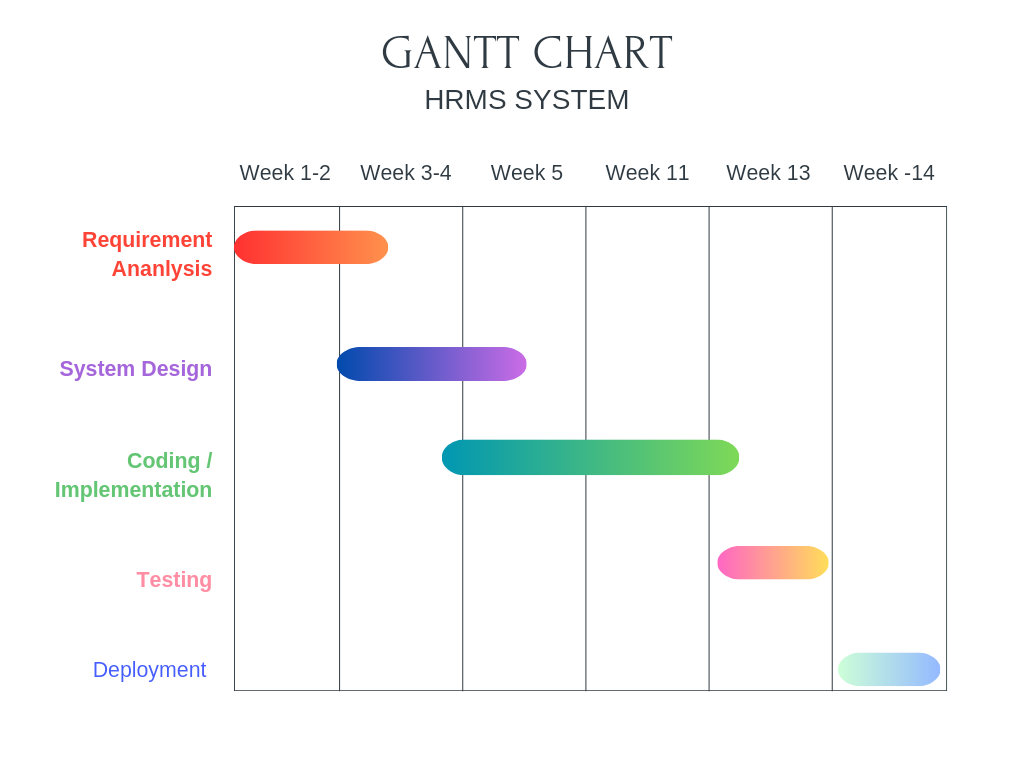 GANTT CHART
HRMS SYSTEM
Week 1-2 Week 3-4 Week 5 Week 11 Week 13 Week -14
Requirement
Ananlysis
System Design
Coding /
Implementation
Testing
Deployment